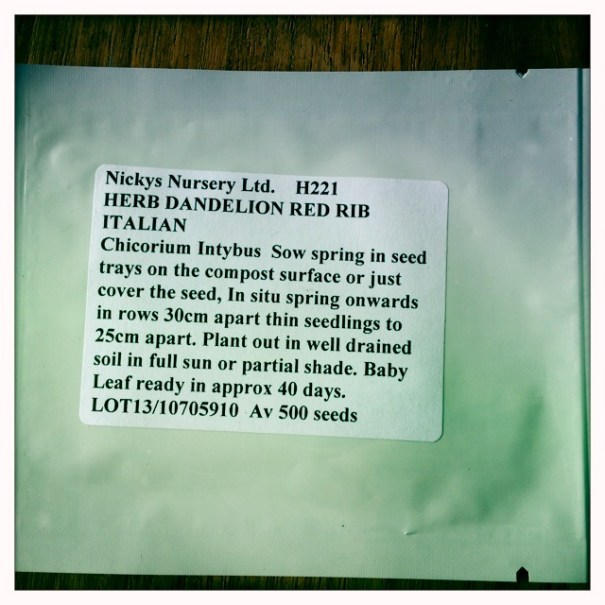 Nickys Nursery Ltd. H221
HERB DANDELION RED RIB
ITALIAN
Chicorium Intybus Sow spring in seed
trays on the compost surface or just
cover the seed, In situ spring onwards
in rows 30cm apart thin seedlings to
25cm apart. Plant out in well drained
soil in full sun or partial shade. Baby
Leaf ready in approx 40 days.
LOT13/10705910 Av 500 seeds